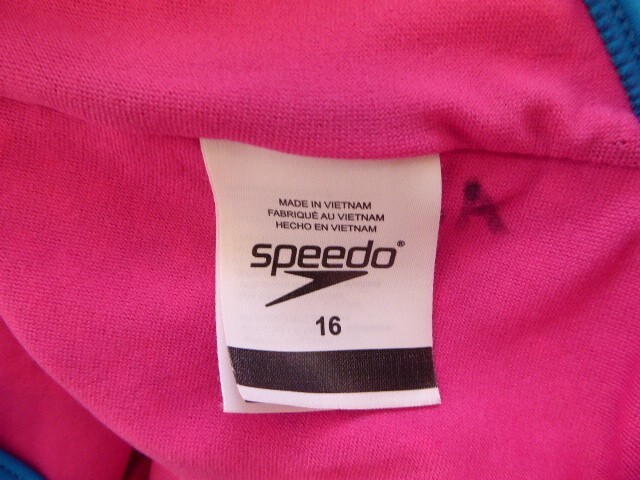 MADE IN VIETNAM
FABRIQUÉ AU VIETNAM
HECHO EN VIETNAM
speedo®
16
A